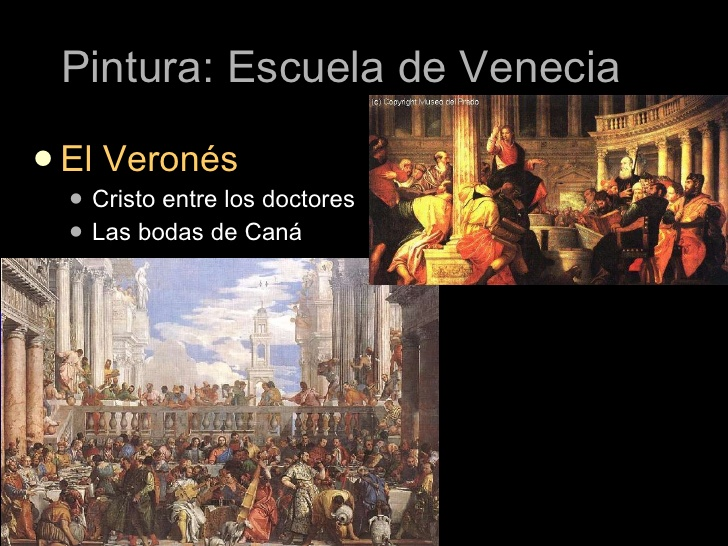 Pintura: Escuela de Venecia
(c) Copyright Museo del Prado
El Veronés
Cristo entre los doctores
Las bodas de Caná